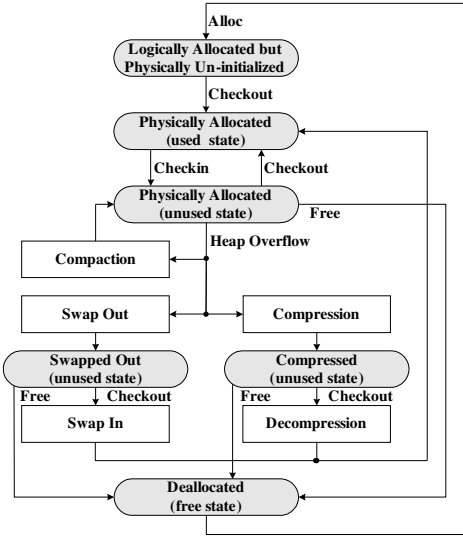 Alloc
Logically Allocated but
Physically Un-initialized
Checkout
Physically Allocated
(used state)
Checkin
Checkout
Physically Allocated
(unused state)
Free
Heap Overflow
Compaction
Swap Out
Compression
Swapped Out
(unused state)
Compressed
(unused state)
Free
Checkout
Free
Checkout
Swap In
Decompression
Deallocated
(free state)